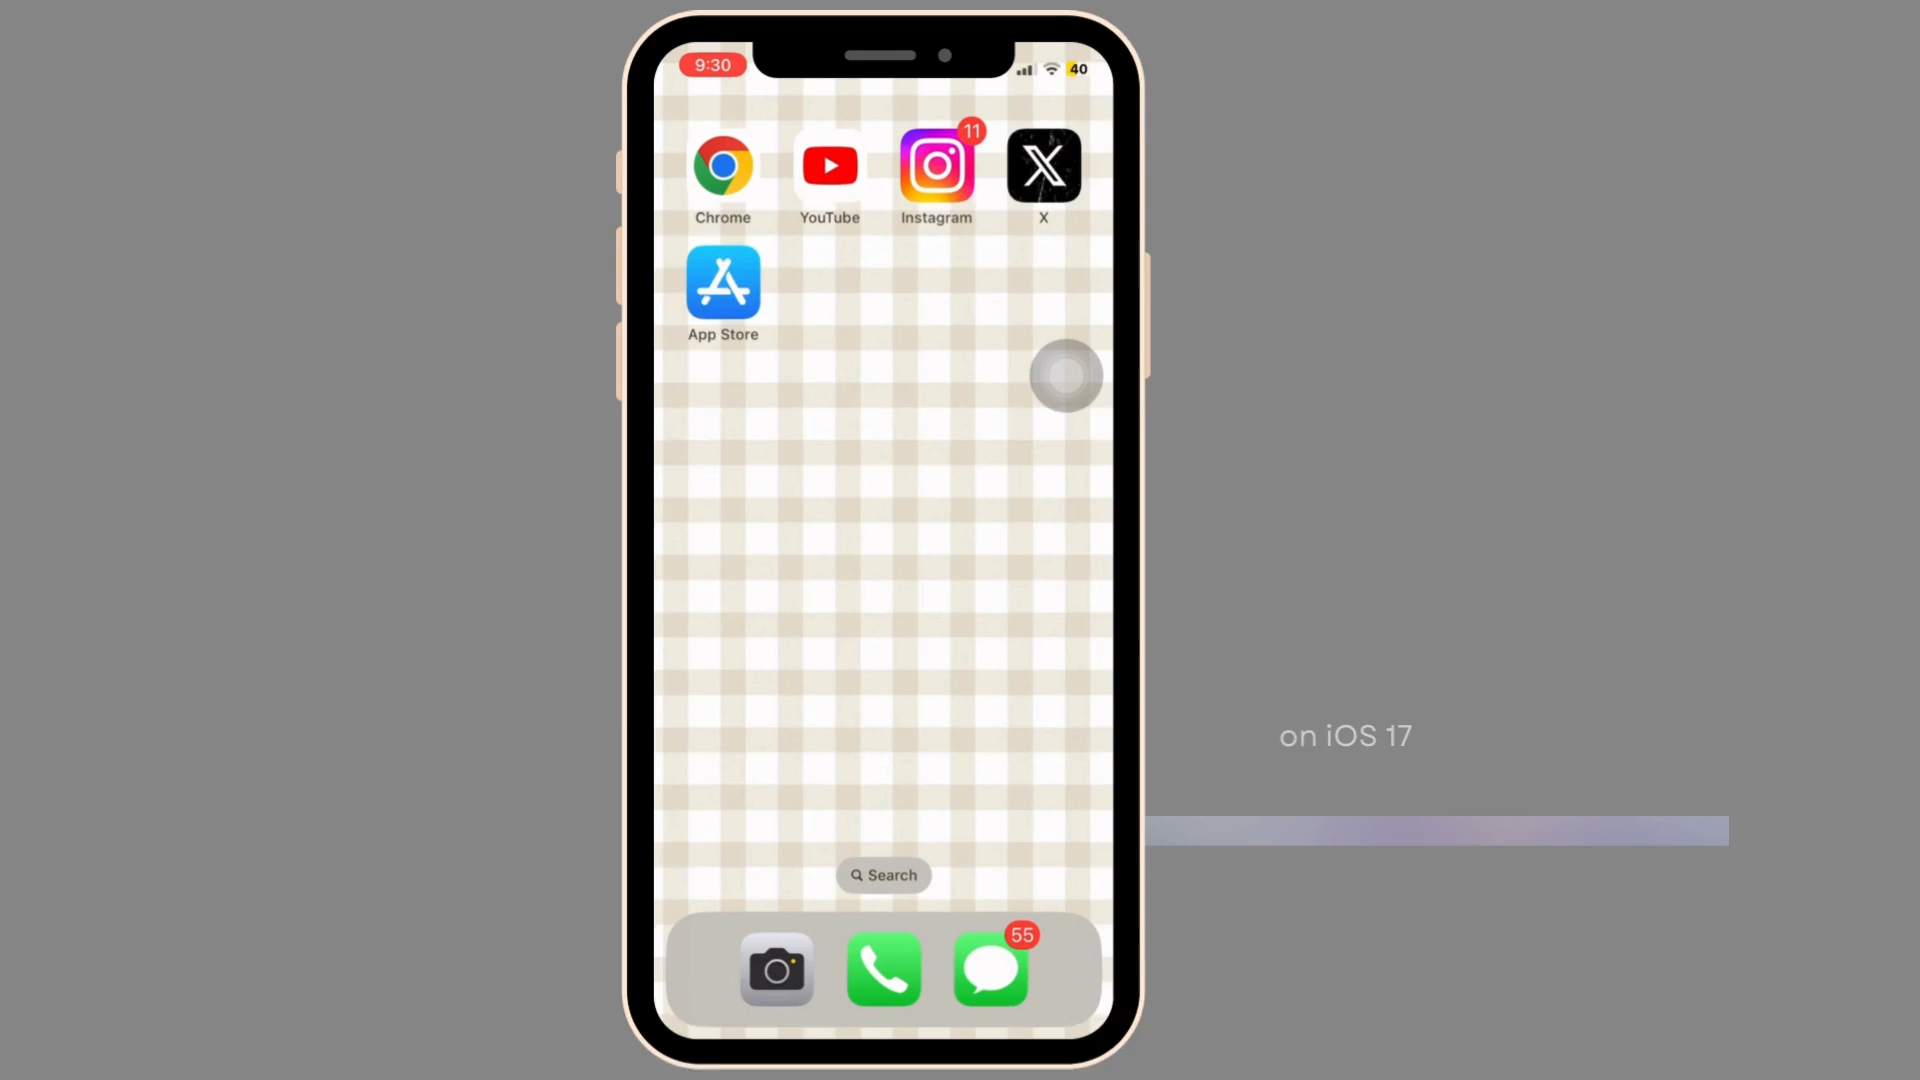 9:30
40
11
Chrome
YouTube
Instagram
X
App Store
on iOS 17
Search
55